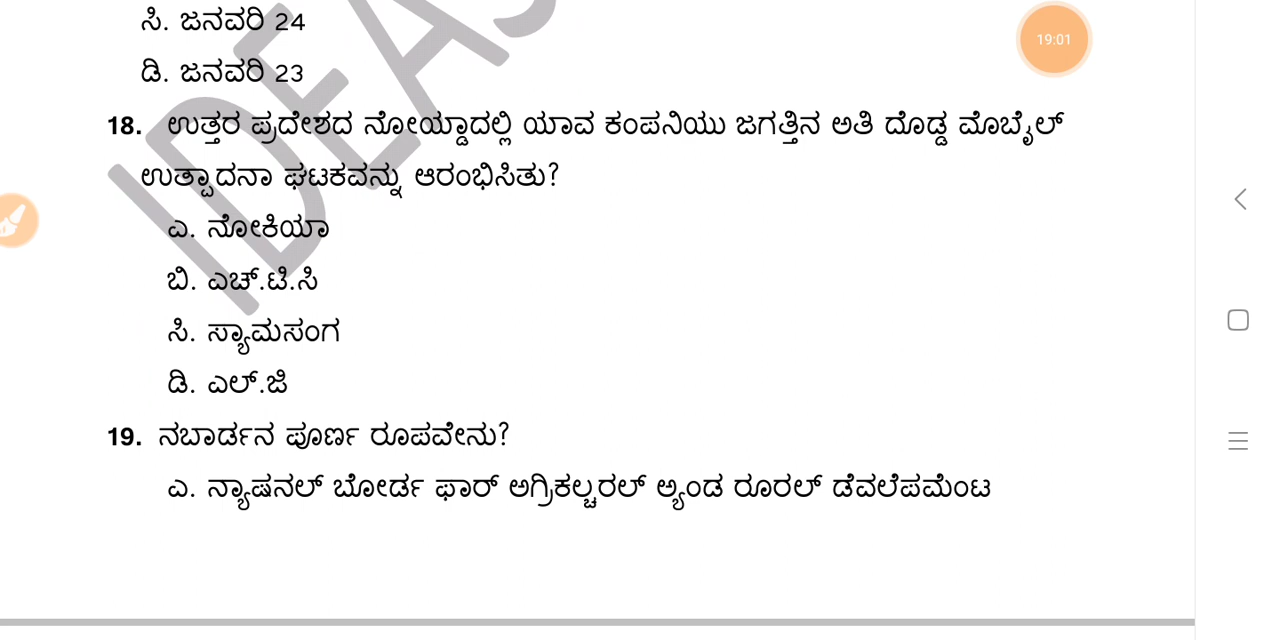 ಸಿ. ಜನವರಿ 24
19:01
ಡಿ. ಜನವರಿ 23
18. ಉತ್ತರ ಪ್ರದೇಶದ ನೋಯ್ಡಾದಲ್ಲಿ ಯಾವ ಕಂಪನಿಯು ಜಗತ್ತಿನ ಅತಿ ದೊಡ್ಡ ಮೊಬೈಲ್
ಉತ್ಪಾದನಾ ಘಟಕವನ್ನು ಆರಂಭಿಸಿತು?
ಎ. ನೋಕಿಯಾ
ಬಿ. ಎಚ್.ಟಿ.ಸಿ
ಸಿ. ಸ್ಯಾಮಸಂಗ
ಡಿ. ಎಲ್.ಜಿ
19. ನಬಾರ್ಡನ ಪೂರ್ಣ ರೂಪವೇನು?
ಎ. ನ್ಯಾಷನಲ್ ಬೋರ್ಡ ಫಾರ್ ಅಗ್ರಿಕಲ್ಚರಲ್ ಅ್ಯಂಡ ರೂರಲ್ ಡೆವಲೆಪಮೆಂಟ
IDEAS